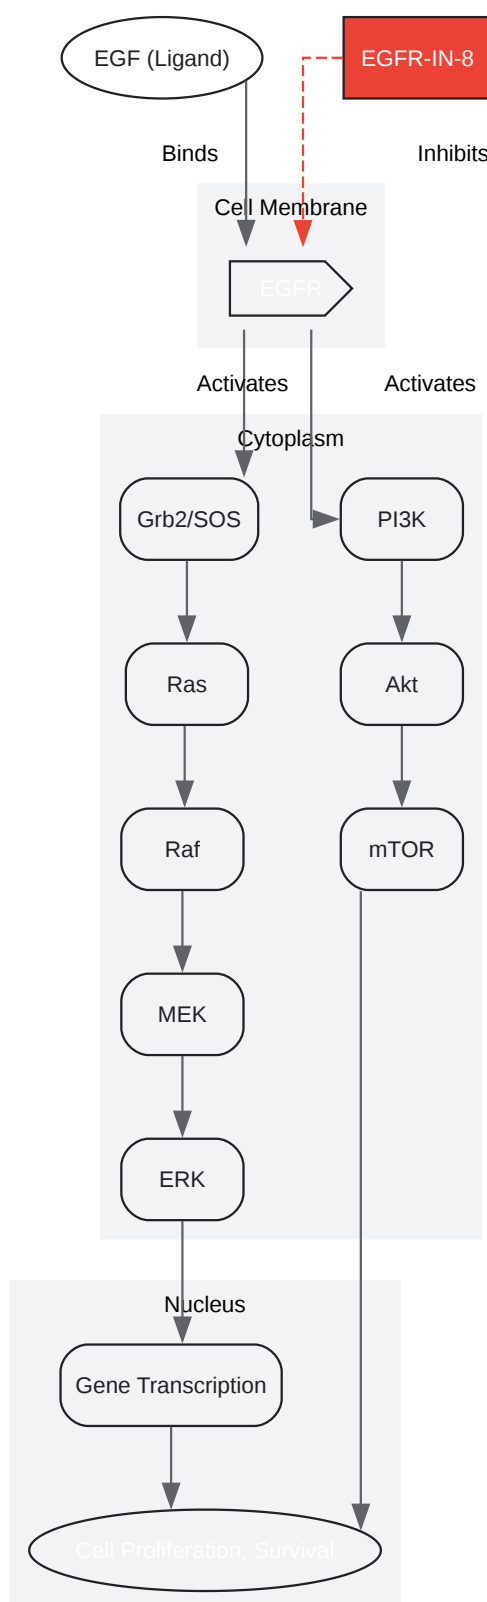 EGF (Ligand)
EGFR-IN-8
Binds
Inhibits
Cell Membrane
EGFR
Activates
Activates
Cytoplasm
Grb2/SOS
PI3K
Ras
Akt
Raf
mTOR
MEK
ERK
Nucleus
Gene Transcription
Cell Proliferation, Survival